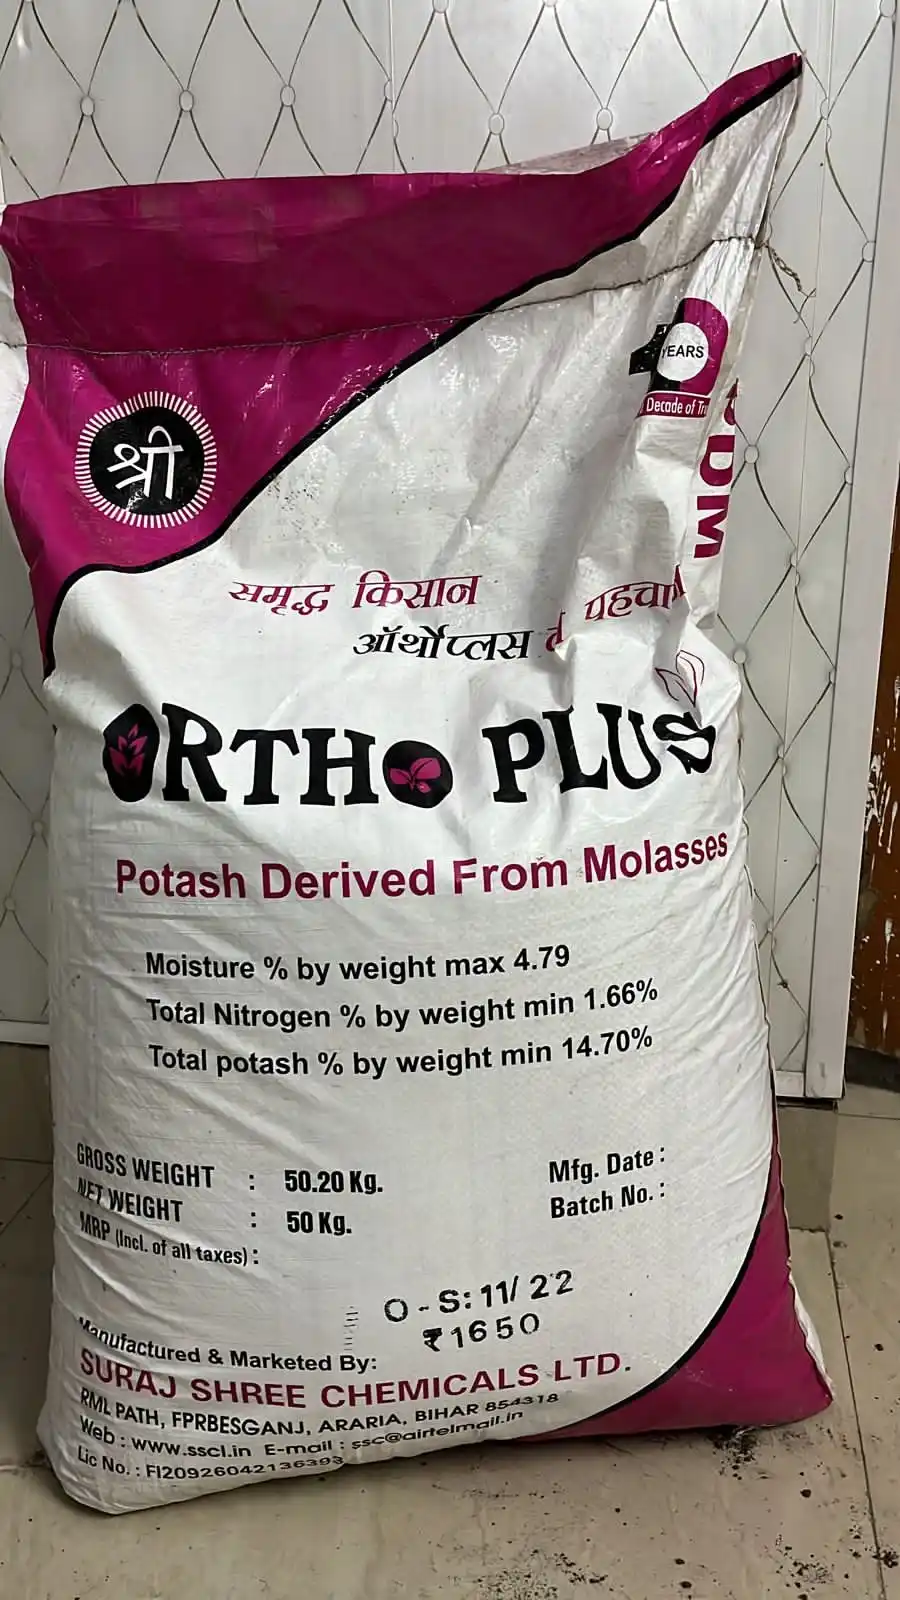 YEARS
Decade of
श्री
समृद्ध किसान
पहचान
ऑर्थोप्लस
ORTHO PLUS
Potash Derived From Molasses
Moisture % by weight max 4.79
Total Nitrogen % by weight min 1.66%
Total potash % by weight min 14.70%
GROSS WEIGHT : 50.20 Kg.
NET WEIGHT : 50 Kg.
MRP (Incl. of all taxes) :
Mfg. Date :
Batch No. :
O - S: 11/ 22
₹1650
Manufactured & Marketed By:
SURAJ SHREE CHEMICALS LTD.
RML PATH, FPRBESGANJ, ARARIA, BIHAR 854318
Web : www.sscl.in E-mail : ssc@airtelmail.in
Lic No. : FI20926042136393